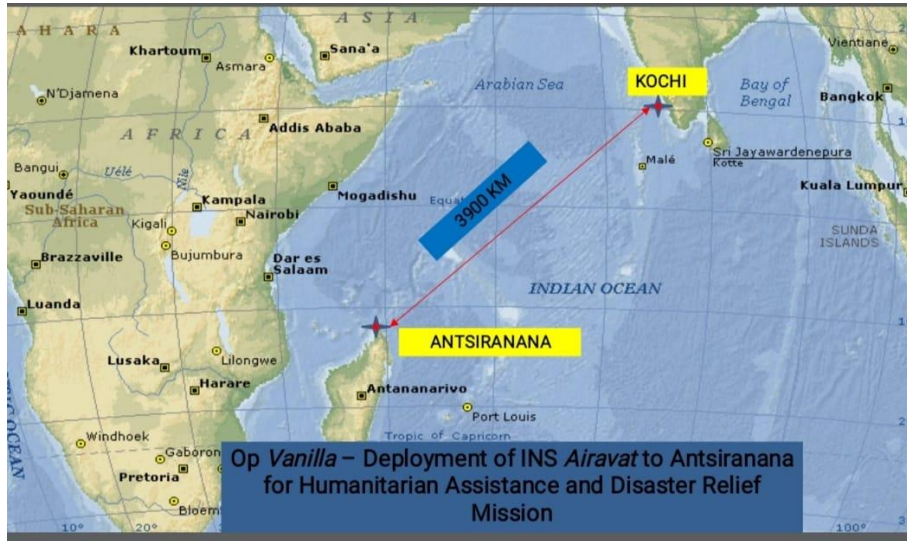 A S I A
A H A R A
Khartoum
Sana'a
Asmara
Arabian Sea
KOCHI
Vientiane
N'Djamena
Bay of
Bengal
Bangkok
A F R I C A
Addis Ababa
Bangui
Uélé
Nile
Malé
Sri Jayawardenepura
Kotte
Yaoundé
Kampala
Mogadishu
Equat
3900 KM
Kuala Lumpur
Sub-Saharan
Africa
Nairobi
Kigali
SUNDA
ISLANDS
Brazzaville
Bujumbura
Dar es
Salaam
INDIAN OCEAN
Luanda
ANTSIRANANA
Lusaka
Lilongwe
Harare
Antananarivo
Port Louis
Windhoek
Tropic of Capricorn
Gaboron
Pretoria
Bloem
OCEAN
Op Vanilla – Deployment of INS Airavat to Antsiranana
for Humanitarian Assistance and Disaster Relief
Mission
10°
20°
100°